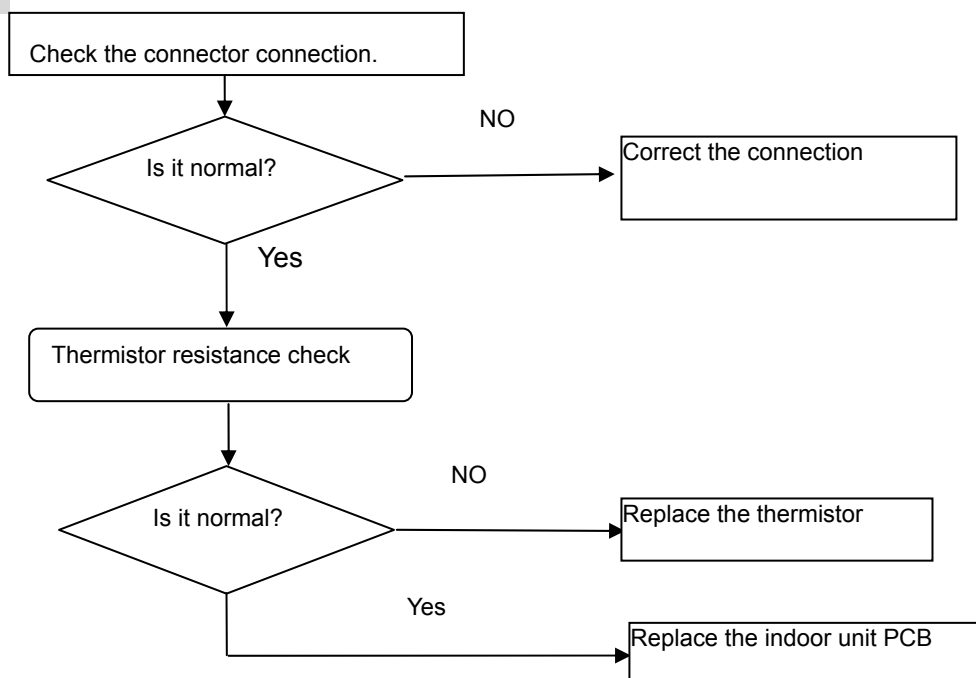 Check the connector connection.
NO
Is it normal?
Correct the connection
Yes
Thermistor resistance check
NO
Is it normal?
Replace the thermistor
Yes
Replace the indoor unit PCB